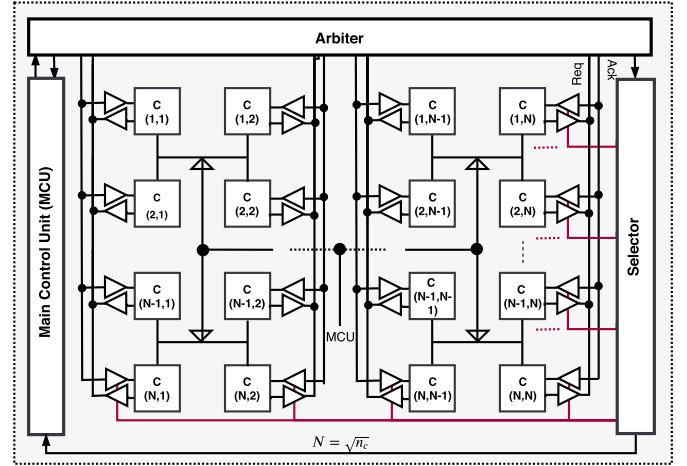 Arbiter
Main Control Unit (MCU)
Req
Ack
Selector
C
(1,1)
C
(1,2)
C
(1,N-1)
C
(1,N)
C
(2,1)
C
(2,2)
C
(2,N-1)
C
(2,N)
C
(N-1,1)
C
(N-1,2)
C
(N-1,N-
1)
C
(N-1,N)
MCU
C
(N,1)
C
(N,2)
C
(N,N-1)
C
(N,N)
N = √n_c